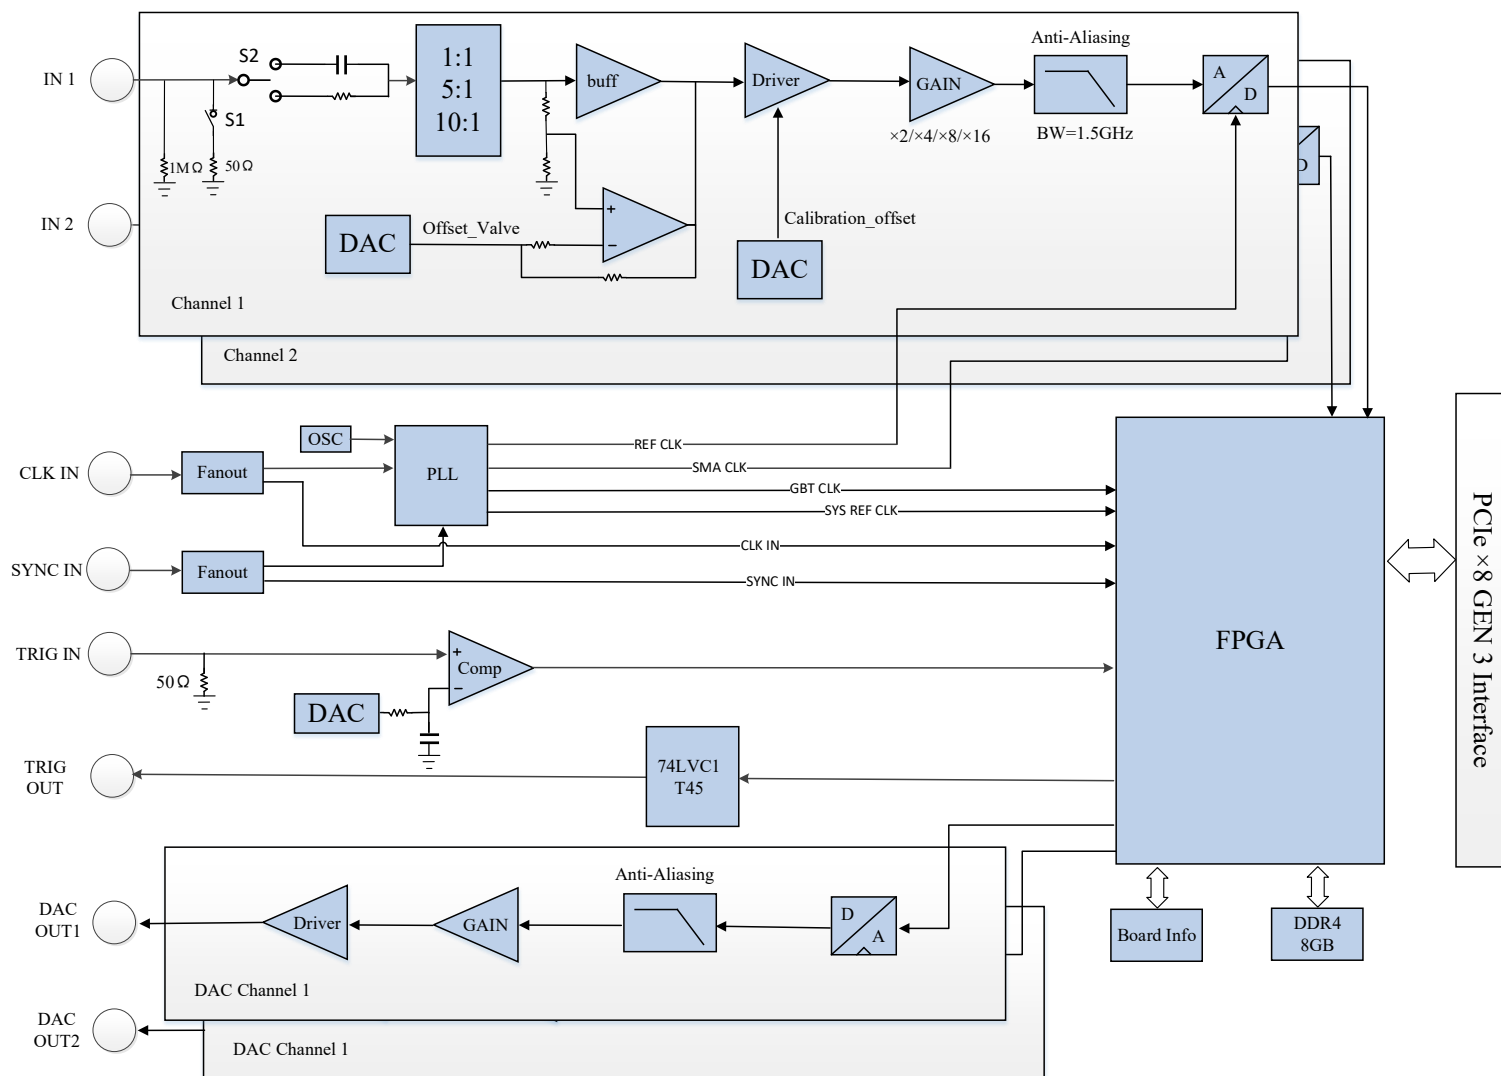 IN 1
S2
S1
1MΩ
50Ω
1:1
5:1
10:1
buff
Driver
GAIN
×2/×4/×8/×16
Anti-Aliasing
BW=1.5GHz
A
D
D
IN 2
DAC
Offset_Valve
+
−
Calibration_offset
DAC
Channel 1
Channel 2
OSC
PLL
REF CLK
SMA CLK
GBT CLK
SYS REF CLK
CLK IN
Fanout
CLK IN
SYNC IN
Fanout
SYNC IN
TRIG IN
50Ω
+
−
Comp
DAC
FPGA
PCIe ×8 GEN 3 Interface
TRIG
OUT
74LVC1
T45
DAC
OUT1
Driver
GAIN
Anti-Aliasing
D
A
DAC Channel 1
Board Info
DDR4
8GB
DAC
OUT2
DAC Channel 1